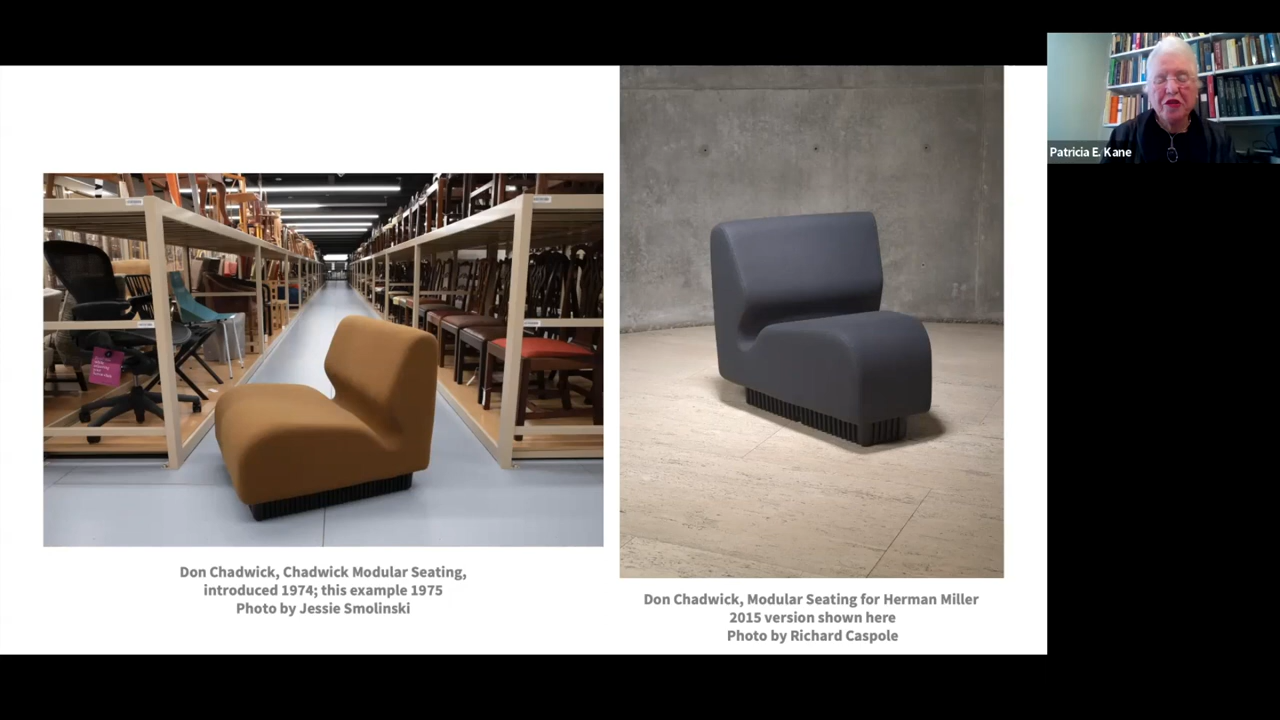 Patricia E. Kane
Don Chadwick, Chadwick Modular Seating,
introduced 1974; this example 1975
Photo by Jessie Smolinski
Don Chadwick, Modular Seating for Herman Miller
2015 version shown here
Photo by Richard Caspole